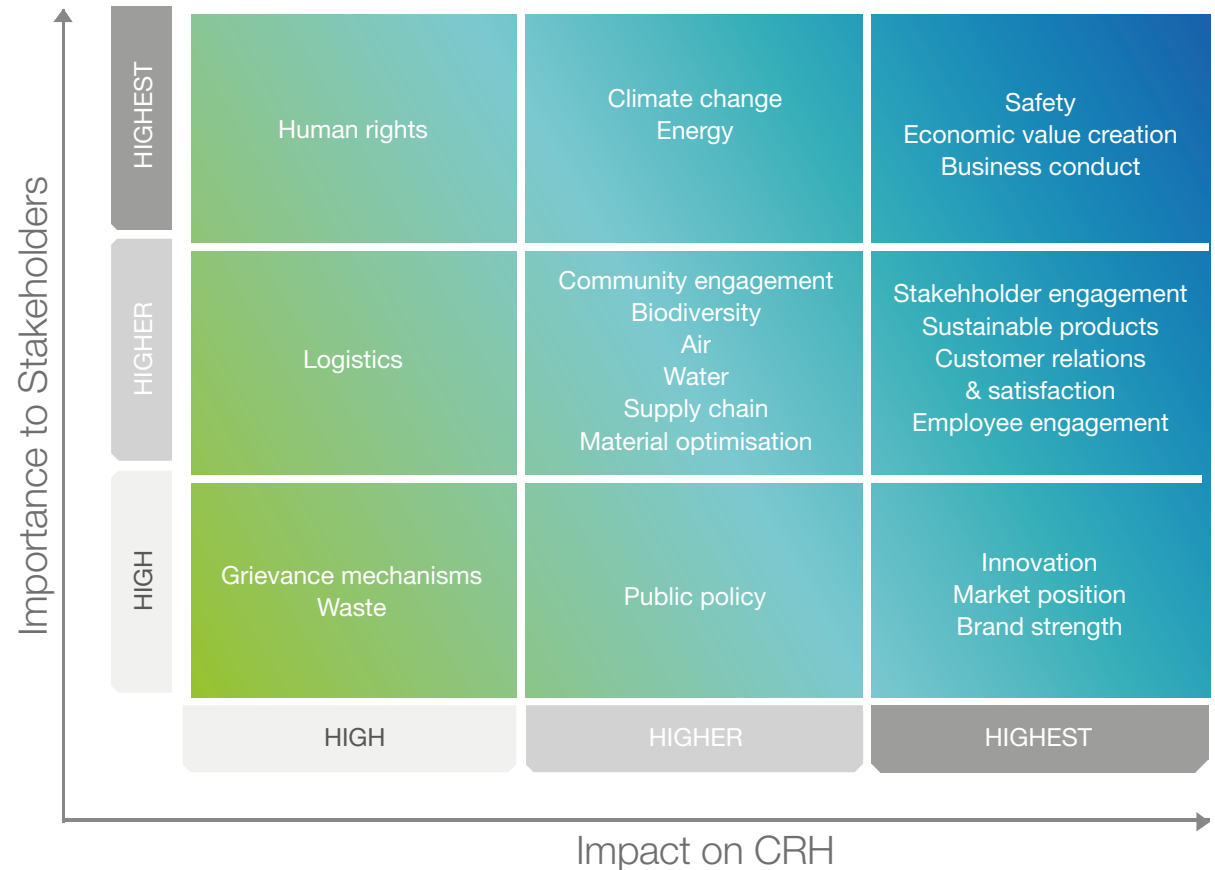 Importance to Stakeholders
HIGHEST
Human rights
Climate change
Energy
Safety
Economic value creation
Business conduct
HIGHER
Logistics
Community engagement
Biodiversity
Air
Water
Supply chain
Material optimisation
Stakehholder engagement
Sustainable products
Customer relations
& satisfaction
Employee engagement
HIGH
Grievance mechanisms
Waste
Public policy
Innovation
Market position
Brand strength
HIGH
HIGHER
HIGHEST
Impact on CRH